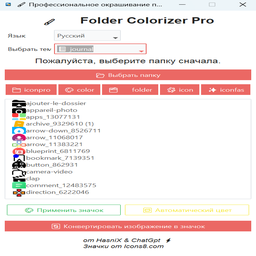 Профессиональное окрашивание п...
Folder Colorizer Pro
Язык
Русский
Выбрать тем
journal
Пожалуйста, выберите папку сначала.
Выбрать папку
iconpro
color
folder
icon
iconfas
ajouter-le-dossier
appareil-photo
apps_13077131
archive_9329610 (1)
arrow-down_8526711
arrow_11068017
arrow_11383221
blueprint_6811769
bookmark_7139351
button_862931
camera-video
clap
comment_12483575
direction_6222046
Применить значок
Автоматический цвет
Конвертировать изображение в значок
от HasniX & ChatGpt
Значки от icons8.com